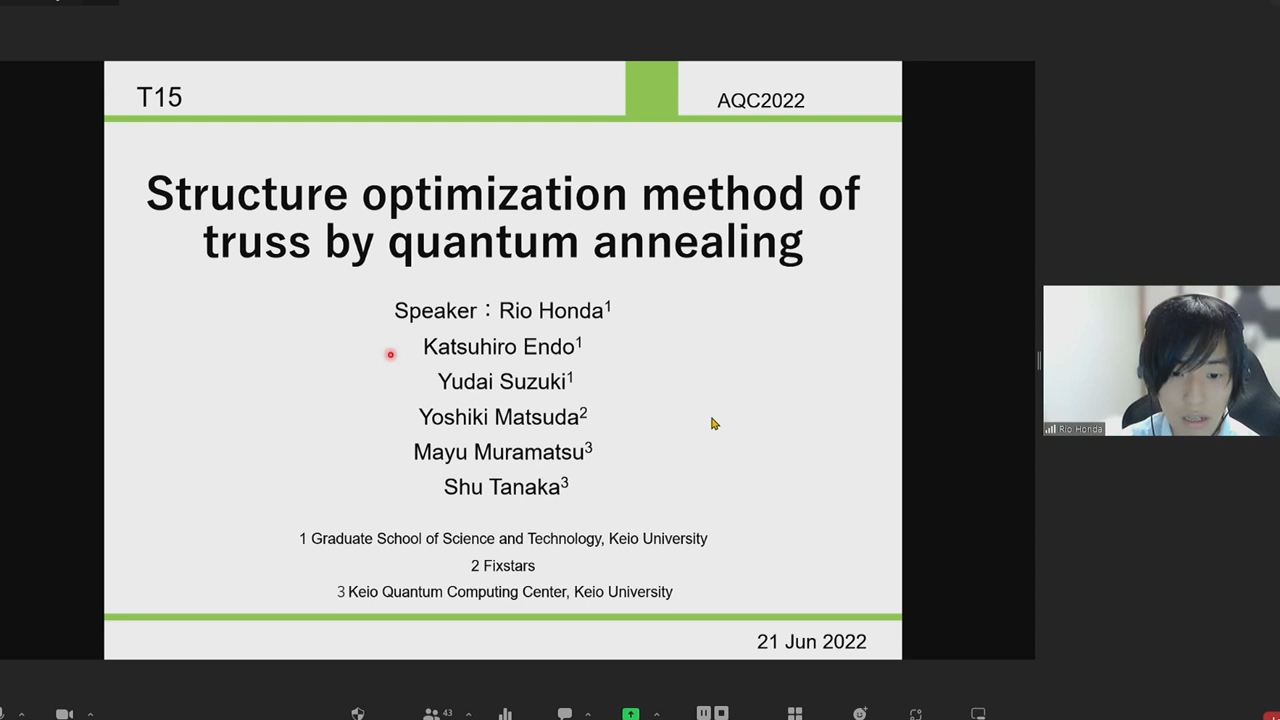 T15
AQC2022
Structure optimization method of
truss by quantum annealing
Speaker：Rio Honda¹
Katsuhiro Endo¹
Yudai Suzuki¹
Yoshiki Matsuda²
Mayu Muramatsu³
Shu Tanaka³
1 Graduate School of Science and Technology, Keio University
2 Fixstars
3 Keio Quantum Computing Center, Keio University
21 Jun 2022
Rio Honda
43